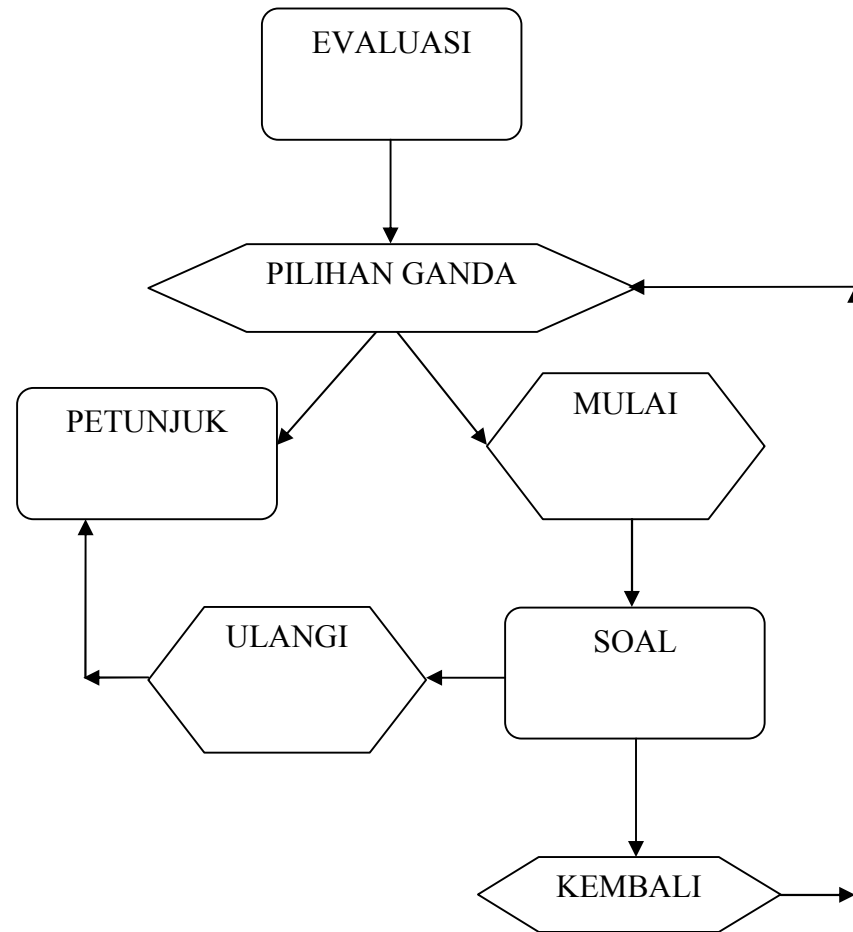 EVALUASI
PILIHAN GANDA
PETUNJUK
MULAI
ULANGI
SOAL
KEMBALI